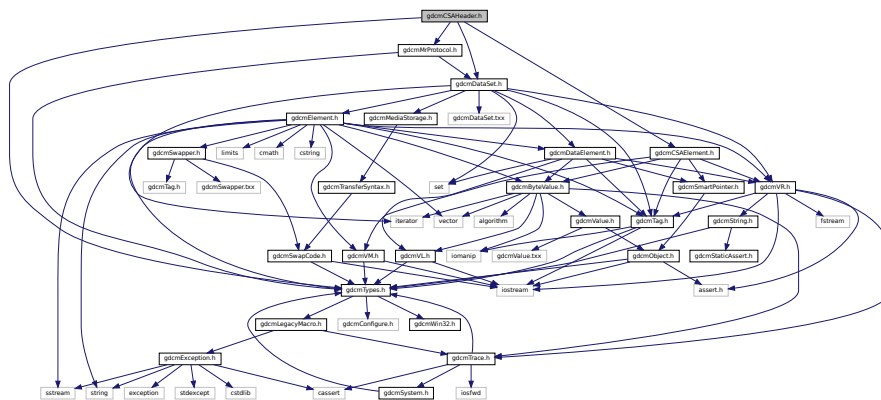 gdcmCSAHeader.h
gdcmMrProtocol.h
gdcmDataSet.h
gdcmElement.h
gdcmMediaStorage.h
gdcmDataSet.txx
gdcmSwapper.h
limits
cmath
cstring
gdcmDataElement.h
gdcmCSAElement.h
gdcmTag.h
gdcmSwapper.txx
gdcmTransferSyntax.h
set
gdcmByteValue.h
gdcmSmartPointer.h
gdcmVR.h
iterator
vector
algorithm
gdcmValue.h
gdcmTag.h
gdcmString.h
fstream
gdcmSwapCode.h
gdcmVM.h
gdcmVL.h
iomanip
gdcmValue.txx
gdcmObject.h
gdcmStaticAssert.h
gdcmTypes.h
iostream
assert.h
gdcmLegacyMacro.h
gdcmConfigure.h
gdcmWin32.h
gdcmException.h
gdcmTrace.h
sstream
string
exception
stdexcept
cstdlib
cassert
gdcmSystem.h
iosfwd